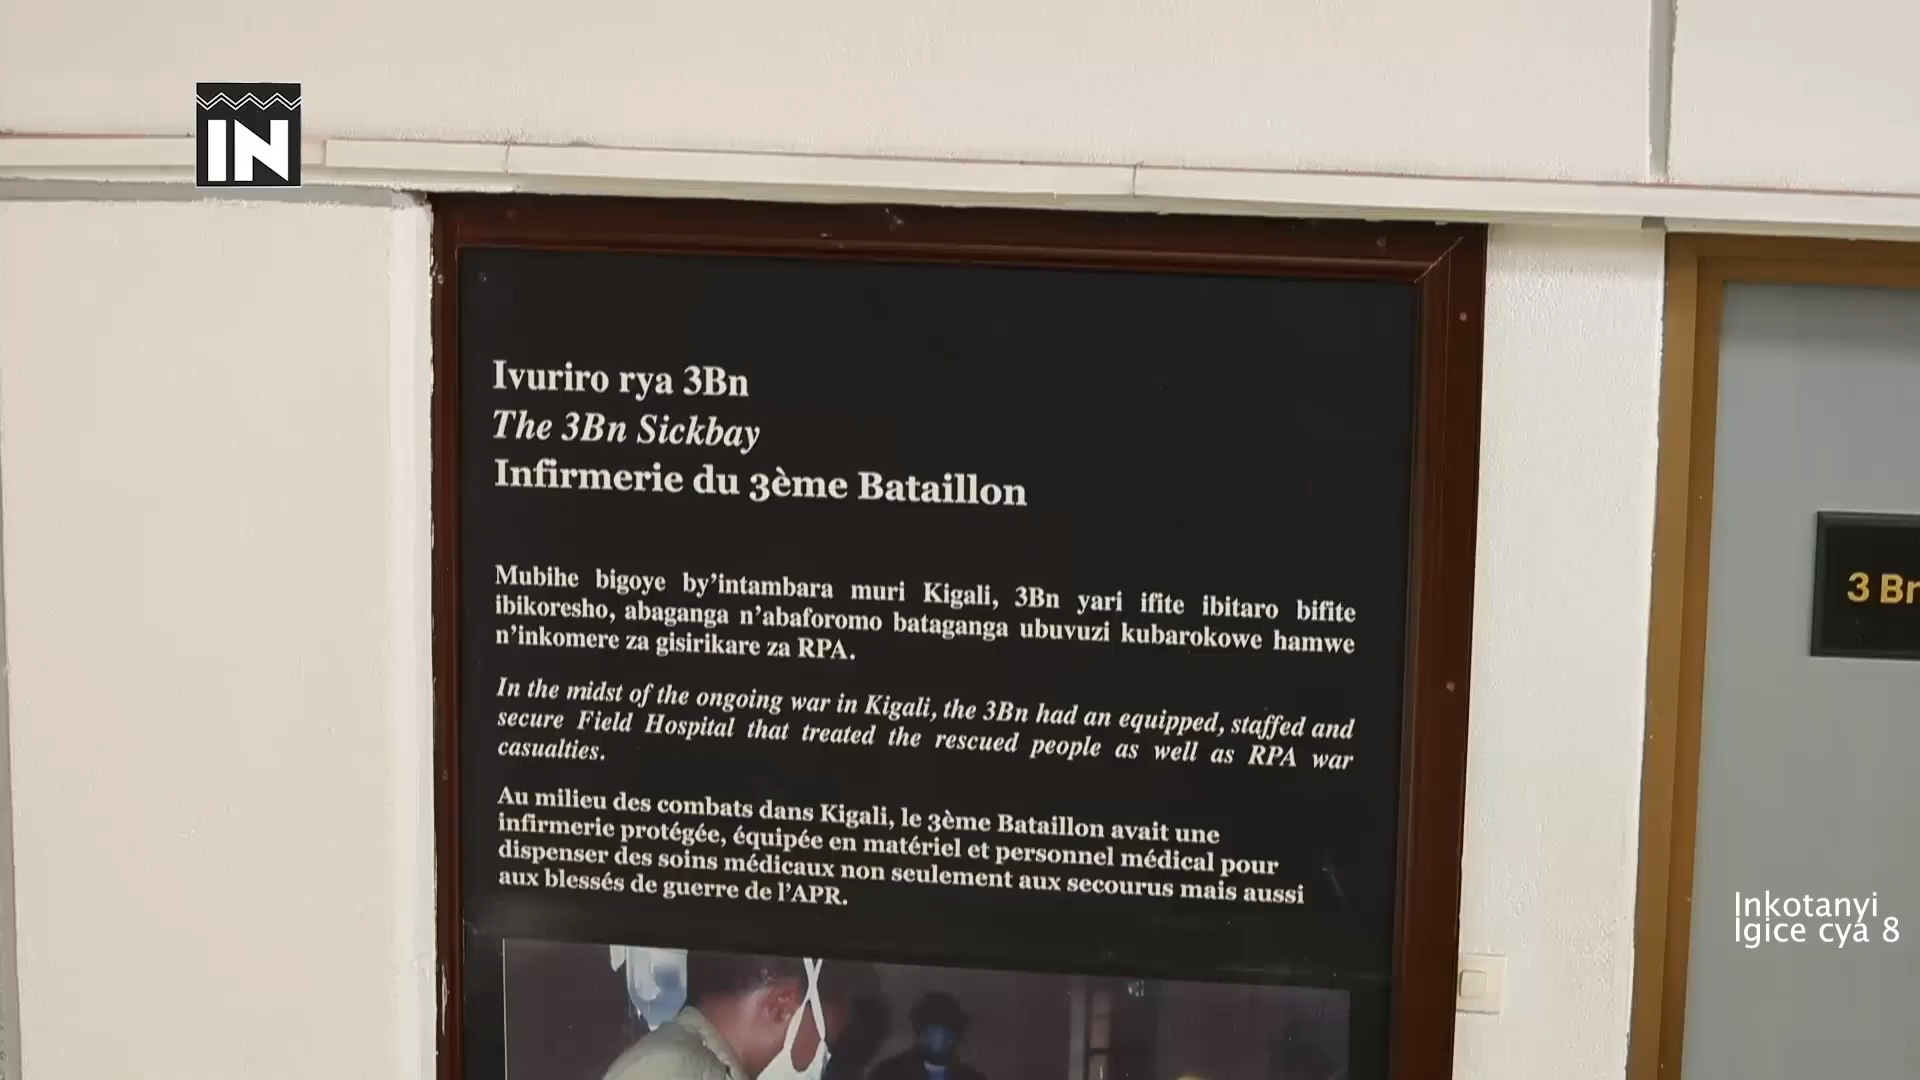 IN
Ivuriro rya 3Bn
The 3Bn Sickbay
Infirmerie du 3ème Bataillon
Mubihe bigoye by'intambara muri Kigali, 3Bn yari ifite ibitaro bifite
ibikoresho, abaganga n'abaforomo bataganga ubuvuzi kubarokowe hamwe
n'inkomere za gisirikare za RPA.
In the midst of the ongoing war in Kigali, the 3Bn had an equipped, staffed and
secure Field Hospital that treated the rescued people as well as RPA war
casualties.
Au milieu des combats dans Kigali, le 3ème Bataillon avait une
infirmerie protégée, équipée en matériel et personnel médical pour
dispenser des soins médicaux non seulement aux secourus mais aussi
aux blessés de guerre de l'APR.
3 Bn
Inkotanyi
Igice cya 8